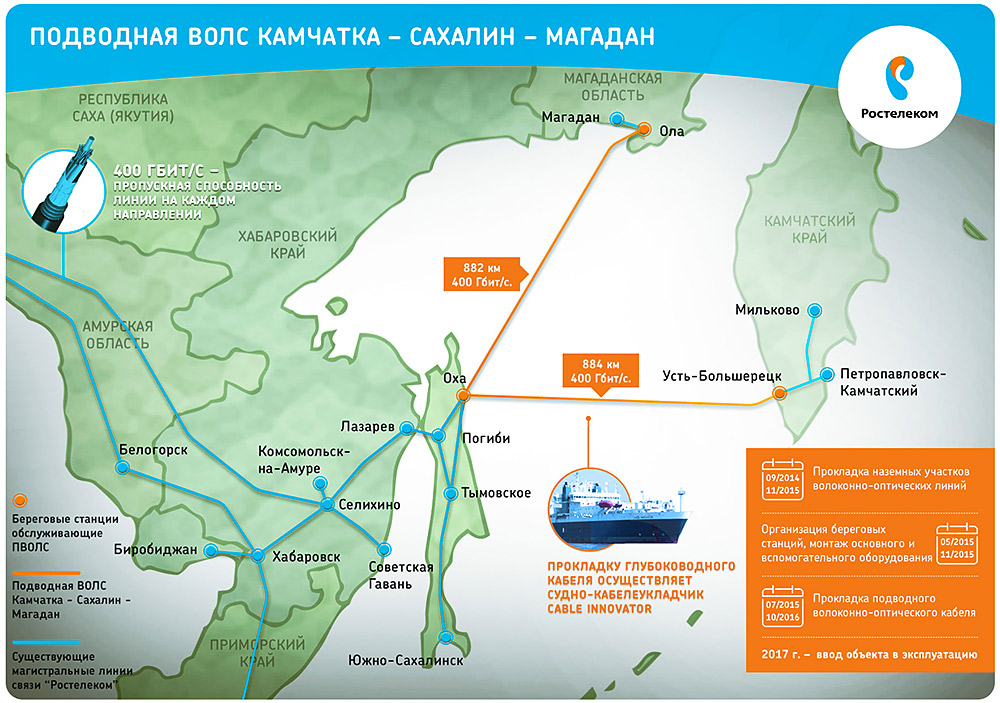 ПОДВОДНАЯ ВОЛС КАМЧАТКА – САХАЛИН – МАГАДАН
Ростелеком
РЕСПУБЛИКА
САХА (ЯКУТИЯ)
МАГАДАНСКАЯ
ОБЛАСТЬ
Магадан
Ола
400 ГБИТ/С –
ПРОПУСКНАЯ СПОСОБНОСТЬ
ЛИНИИ НА КАЖДОМ
НАПРАВЛЕНИИ
ХАБАРОВСКИЙ
КРАЙ
КАМЧАТСКИЙ
КРАЙ
882 км
400 Гбит/с.
АМУРСКАЯ
ОБЛАСТЬ
Мильково
884 км
400 Гбит/с.
Оха
Усть-Большерецк
Петропавловск-
Камчатский
Лазарев
Погиби
Белогорск
Комсомольск-
на-Амуре
Селихино
Тымовское
Биробиджан
Хабаровск
Советская
Гавань
Южно-Сахалинск
ПРИМОРСКИЙ
КРАЙ
Береговые станции
обслуживающие
ПВОЛС
Подводная ВОЛС
Камчатка – Сахалин –
Магадан
Существующие
магистральные линии
связи "Ростелеком"
ПРОКЛАДКУ ГЛУБОКОВОДНОГО
КАБЕЛЯ ОСУЩЕСТВЛЯЕТ
СУДНО-КАБЕЛЕУКЛАДЧИК
CABLE INNOVATOR
09/2014
11/2015
Прокладка наземных участков
волоконно-оптических линий
Организация береговых
станций, монтаж основного и
вспомогательного оборудования
05/2015
11/2015
07/2015
10/2016
Прокладка подводного
волоконно-оптического кабеля
2017 г. – ввод объекта в эксплуатацию